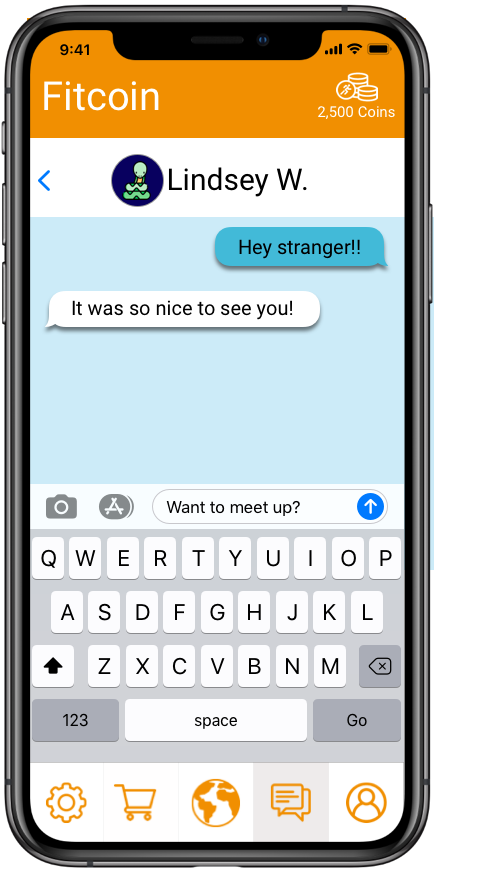 9:41
Fitcoin
2,500 Coins
Lindsey W.
Hey stranger!!
It was so nice to see you!
Want to meet up?
Q W E R T Y U I O P
A S D F G H J K L
Z X C V B N M
123 space Go